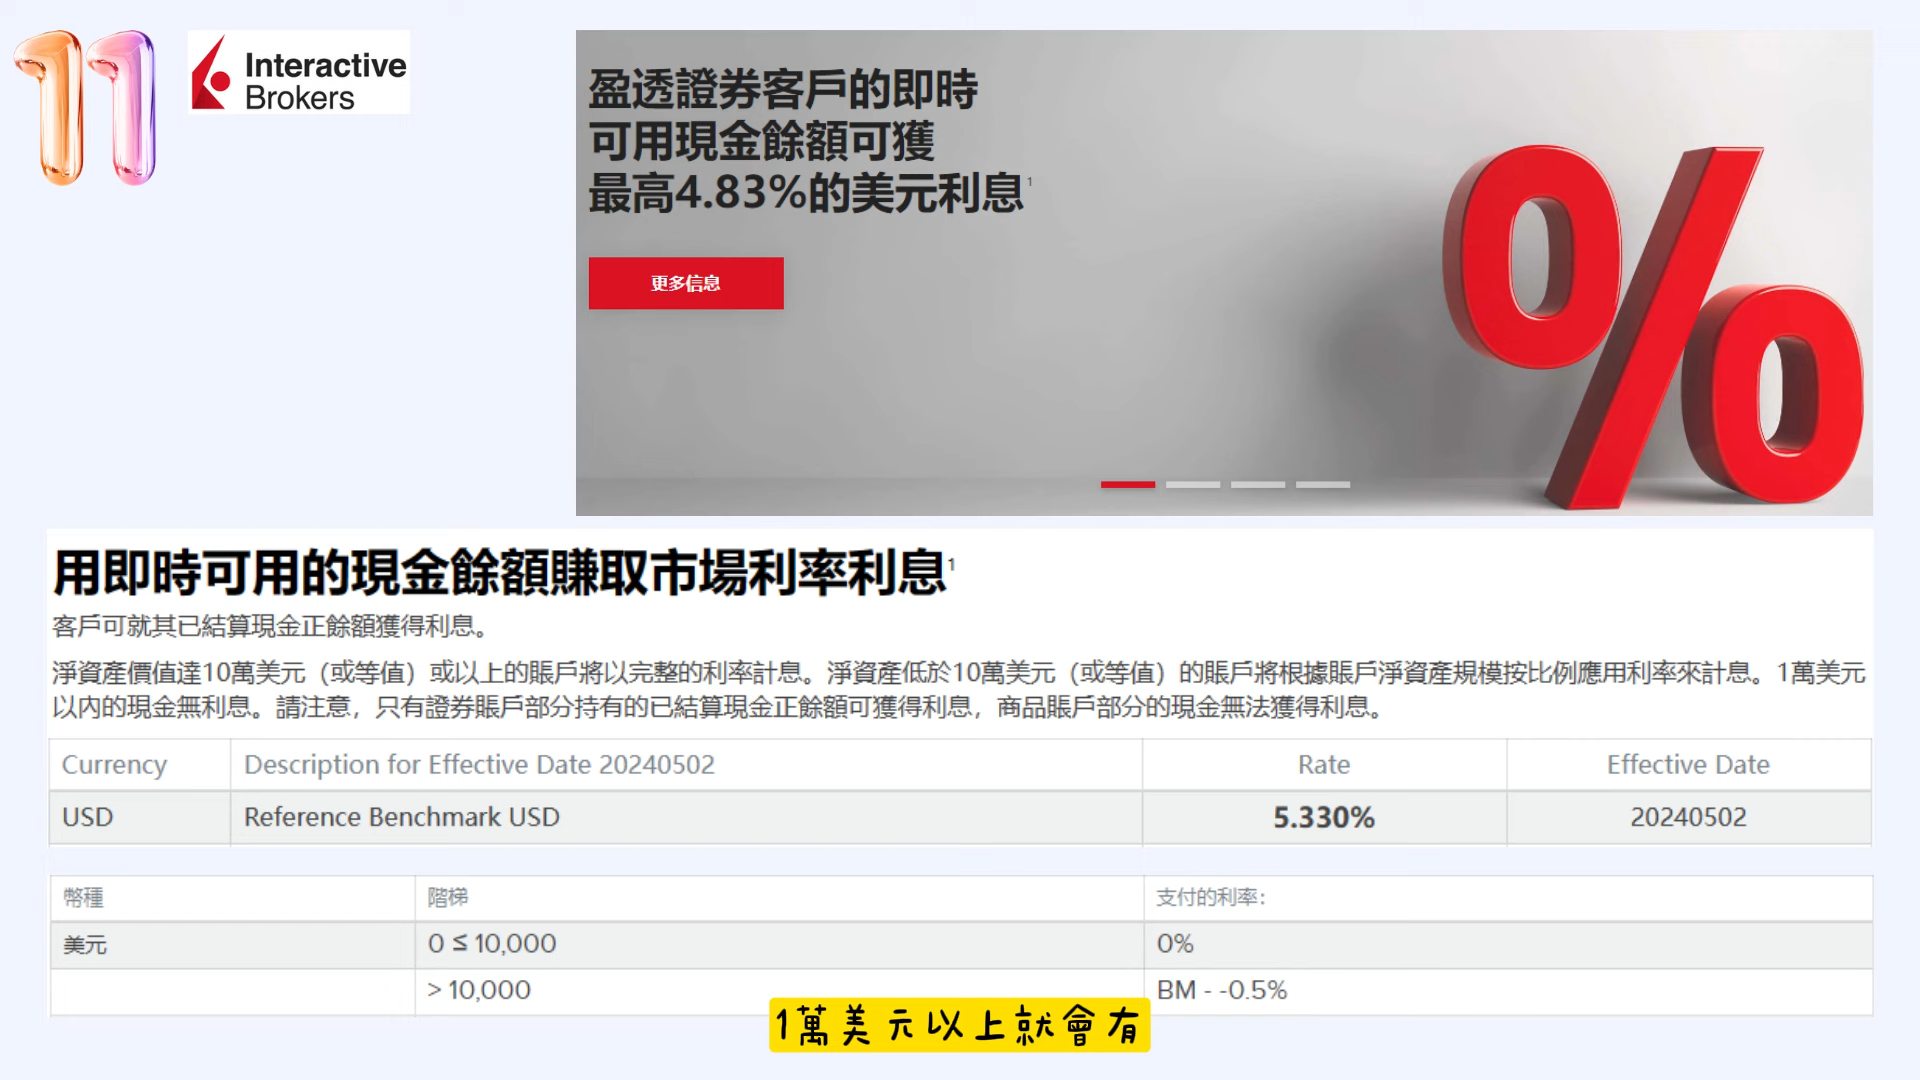 11
Interactive
Brokers
盈透證券客戶的即時
可用現金餘額可獲
最高4.83%的美元利息1
更多信息
%
用即時可用的現金餘額賺取市場利率利息1
客戶可就其已結算現金正餘額獲得利息。
淨資產價值達10萬美元（或等值）或以上的賬戶將以完整的利率計息。淨資產低於10萬美元（或等值）的賬戶將根據賬戶淨資產規模按比例應用利率來計息。1萬美元
以內的現金無利息。請注意，只有證券賬戶部分持有的已結算現金正餘額可獲得利息，商品賬戶部分的現金無法獲得利息。
Currency Description for Effective Date 20240502 Rate Effective Date
USD Reference Benchmark USD 5.330% 20240502
幣種 階梯 支付的利率:
美元 0 ≤ 10,000 0%
> 10,000 BM - -0.5%
1萬美元以上就會有